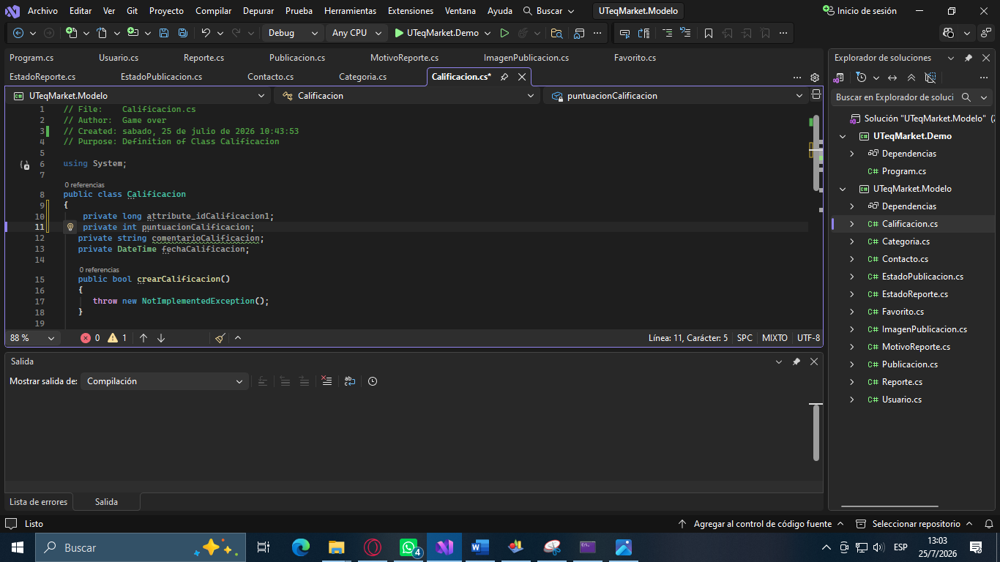 Archivo Editar Ver Git Proyecto Compilar Depurar Prueba Herramientas Extensiones Ventana Ayuda Buscar UTeqMarket.Modelo Inicio de sesión
Debug Any CPU UTeqMarket.Demo
Program.cs Usuario.cs Reporte.cs Publicacion.cs MotivoReporte.cs ImagenPublicacion.cs Favorito.cs
EstadoReporte.cs EstadoPublicacion.cs Contacto.cs Categoria.cs Calificacion.cs*
UTeqMarket.Modelo Calificacion puntuacionCalificacion
1 // File:    Calificacion.cs
2 // Author:  Game over
3 // Created: sabado, 25 de julio de 2026 10:43:53
4 // Purpose: Definition of Class Calificacion
5
6 using System;
7
0 referencias
8 public class Calificacion
9 {
10 private long attribute_idCalificacion1;
11 private int puntuacionCalificacion;
12 private string comentarioCalificacion;
13 private DateTime fechaCalificacion;
14
0 referencias
15 public bool crearCalificacion()
16 {
17 throw new NotImplementedException();
18 }
19
88 % 0 1 Línea: 11, Carácter: 5 SPC MIXTO UTF-8
Salida
Mostrar salida de: Compilación
Lista de errores Salida
Explorador de soluciones
Buscar en Explorador de soluci
Solución "UTeqMarket.Modelo" (2
UTeqMarket.Demo
Dependencias
C# Program.cs
UTeqMarket.Modelo
Dependencias
C# Calificacion.cs
C# Categoria.cs
C# Contacto.cs
C# EstadoPublicacion.cs
C# EstadoReporte.cs
C# Favorito.cs
C# ImagenPublicacion.cs
C# MotivoReporte.cs
C# Publicacion.cs
C# Reporte.cs
C# Usuario.cs
Listo Agregar al control de código fuente Seleccionar repositorio
Buscar 4 ESP 13:03
25/7/2026